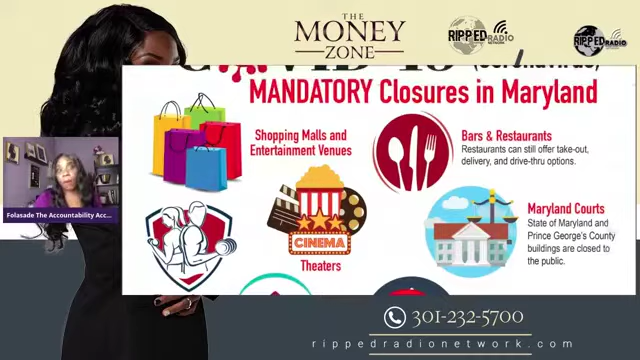 THE
MONEY
ZONE
RIPPED
RADIO
NETWORK
RIPPED
RADIO
NETWORK
MANDATORY Closures in Maryland
Shopping Malls and
Entertainment Venues
Bars & Restaurants
Restaurants can still offer take-out,
delivery, and drive-thru options.
Folasade The Accountability Acc...
CINEMA
Theaters
Maryland Courts
State of Maryland and
Prince George's County
buildings are closed to
the public.
301-232-5700
rippedradionetwork.com